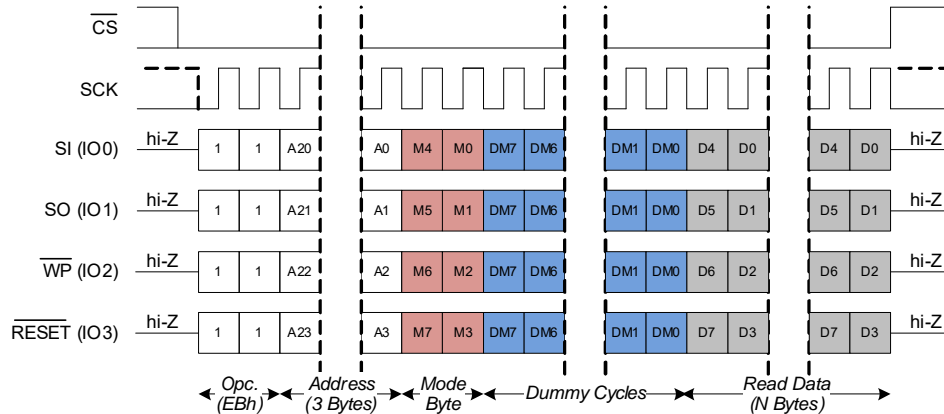 CS
SCK
hi-Z hi-Z
SI (IO0) 1 1 A20 A0 M4 M0 DM7 DM6 DM1 DM0 D4 D0 D4 D0
hi-Z hi-Z
SO (IO1) 1 1 A21 A1 M5 M1 DM7 DM6 DM1 DM0 D5 D1 D5 D1
hi-Z hi-Z
WP (IO2) 1 1 A22 A2 M6 M2 DM7 DM6 DM1 DM0 D6 D2 D6 D2
hi-Z hi-Z
RESET (IO3) 1 1 A23 A3 M7 M3 DM7 DM6 DM1 DM0 D7 D3 D7 D3
Opc. Address Mode Dummy Cycles Read Data
(EBh) (3 Bytes) Byte (N Bytes)